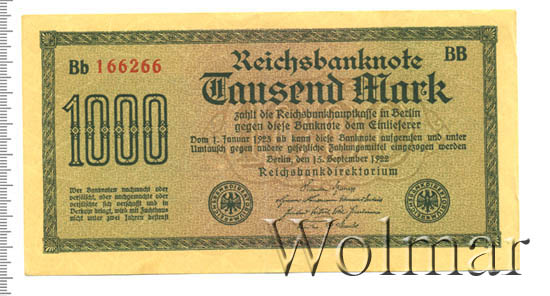 Bb 166266
Reichsbanknote
BB
Tausend Mark
1000
zahlt die Reichsbankhauptkasse in Berlin
gegen diese Banknote dem Einlieferer
Vom 1. Januar 1923 ab kann diese Banknote aufgerufen und unter
Umtausch gegen andere gesetzliche Zahlungsmittel eingezogen werden
Berlin, den 15. September 1922
Reichsbankdirektorium
Wer Banknoten nachmacht oder
verfälscht, oder nachgemachte oder
verfälschte sich verschafft und in
Verkehr bringt, wird mit Zuchthaus
nicht unter zwei Jahren bestraft
Wolmar